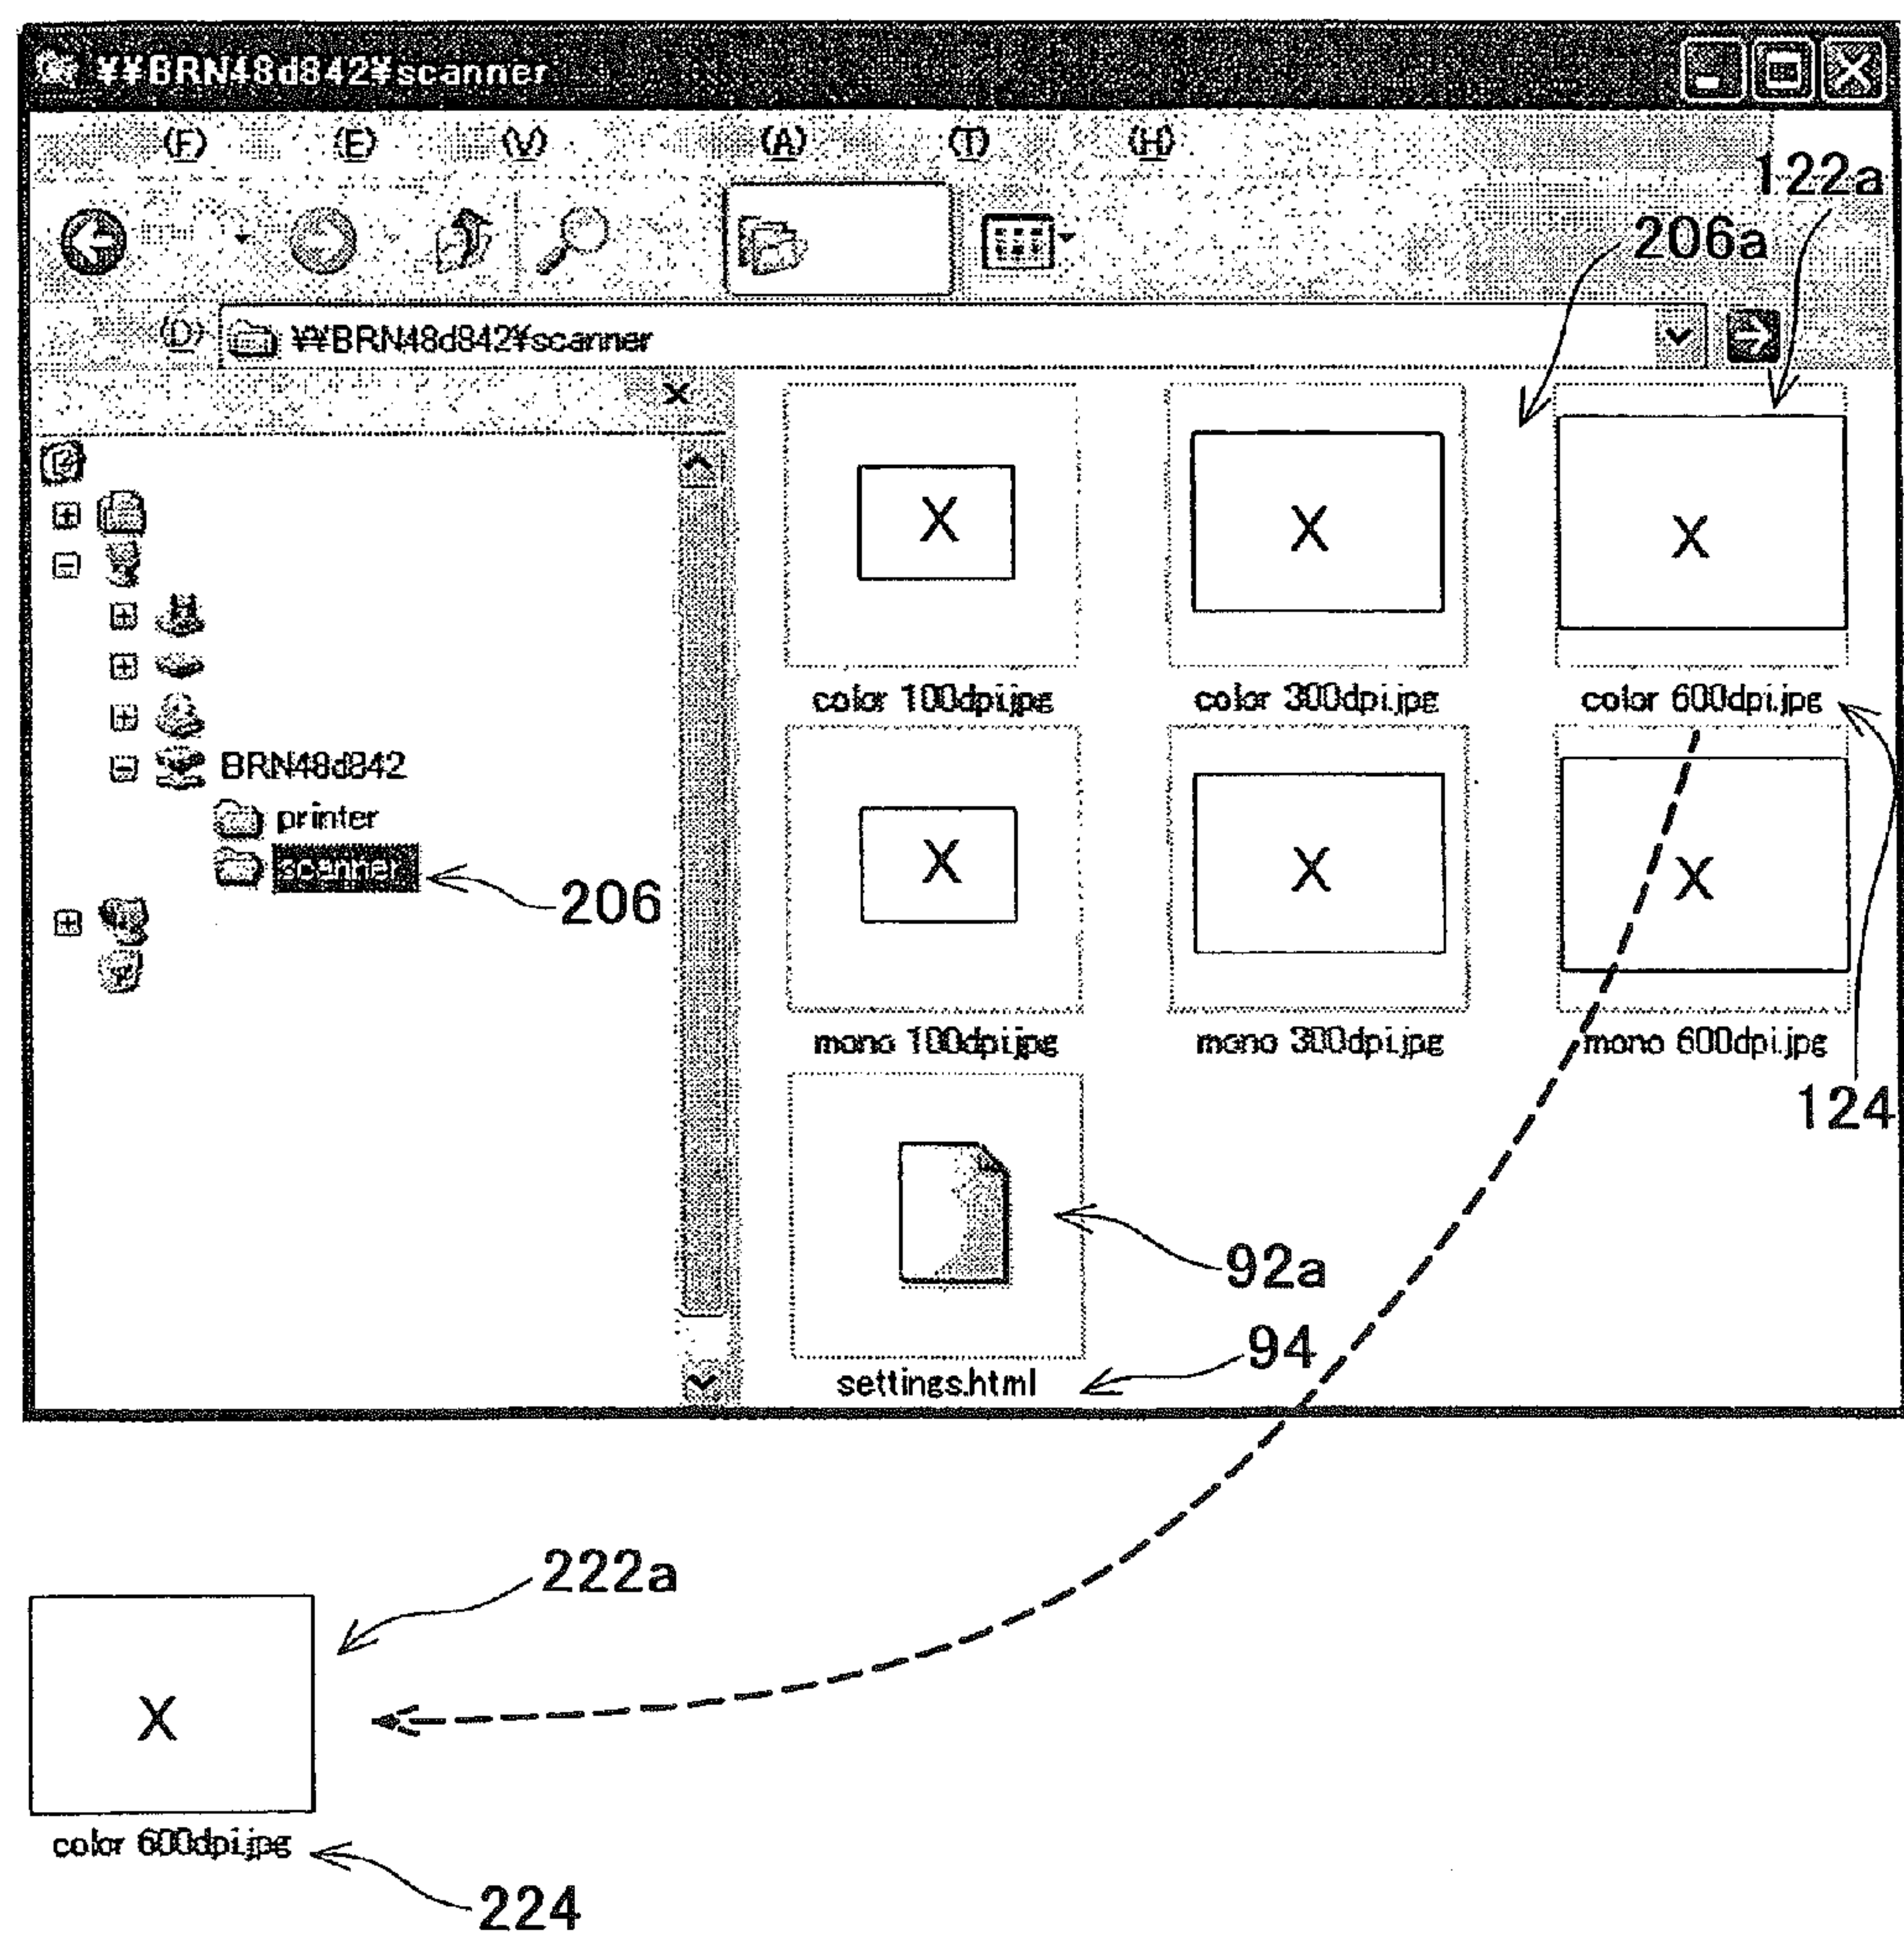 ¥¥BRN48d842¥scanner
(F) (E) (V) (A) (T) (H)
122a
206a
(D) ¥¥BRN48d842¥scanner
X X X
color 100dpi.jpg color 300dpi.jpg color 600dpi.jpg
BRN48d842
printer
scanner
206
X X X
mono 100dpi.jpg mono 300dpi.jpg mono 600dpi.jpg
124
92a
94
settings.html
222a
X
color 600dpi.jpg
224